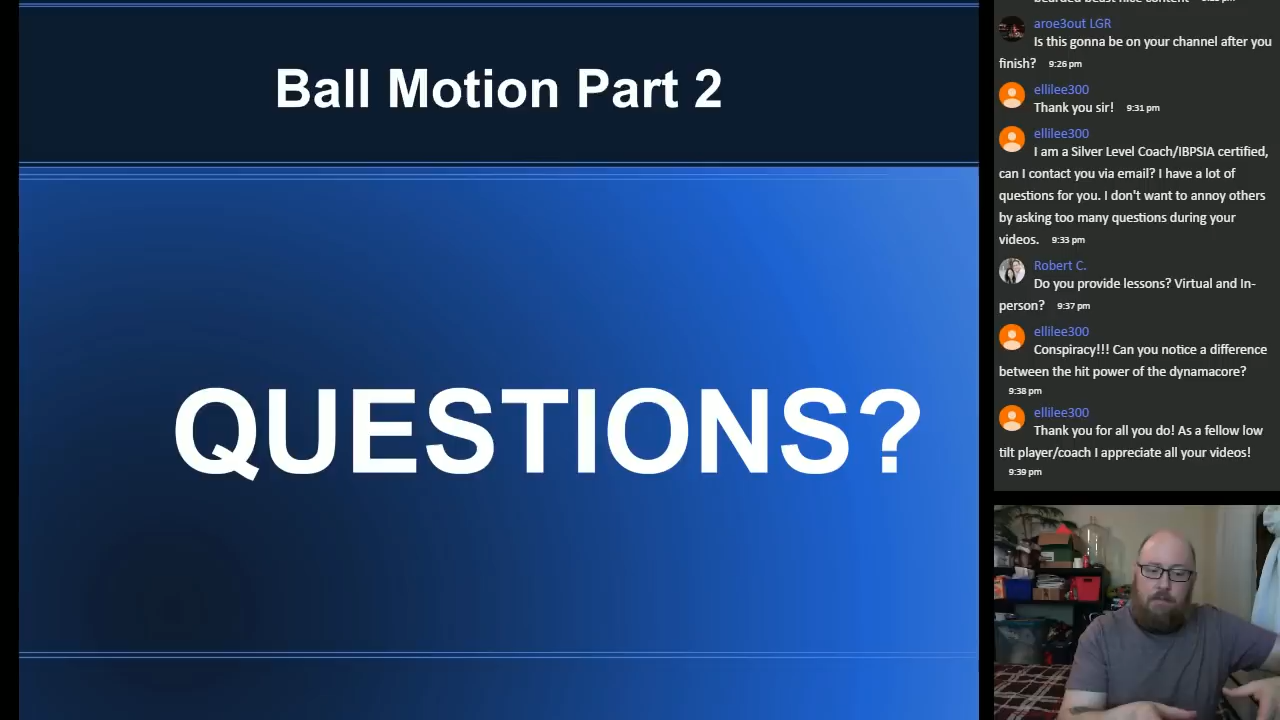 Ball Motion Part 2
QUESTIONS?
aroe3out LGR
Is this gonna be on your channel after you
finish? 9:26 pm
ellilee300
Thank you sir! 9:31 pm
ellilee300
I am a Silver Level Coach/IBPSIA certified,
can I contact you via email? I have a lot of
questions for you. I don't want to annoy others
by asking too many questions during your
videos. 9:33 pm
Robert C.
Do you provide lessons? Virtual and In-
person? 9:37 pm
ellilee300
Conspiracy!!! Can you notice a difference
between the hit power of the dynamacore?
9:38 pm
ellilee300
Thank you for all you do! As a fellow low
tilt player/coach I appreciate all your videos!
9:39 pm